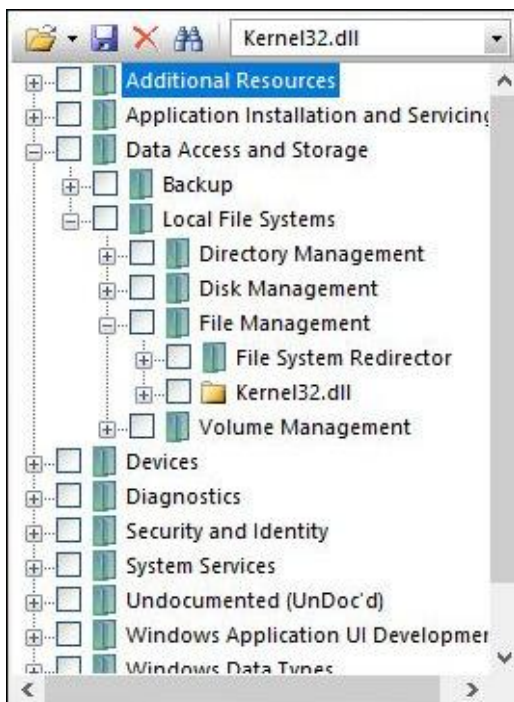 Kernel32.dll
Additional Resources
Application Installation and Servicing
Data Access and Storage
Backup
Local File Systems
Directory Management
Disk Management
File Management
File System Redirector
Kernel32.dll
Volume Management
Devices
Diagnostics
Security and Identity
System Services
Undocumented (UnDoc'd)
Windows Application UI Developmen
Windows Data Types